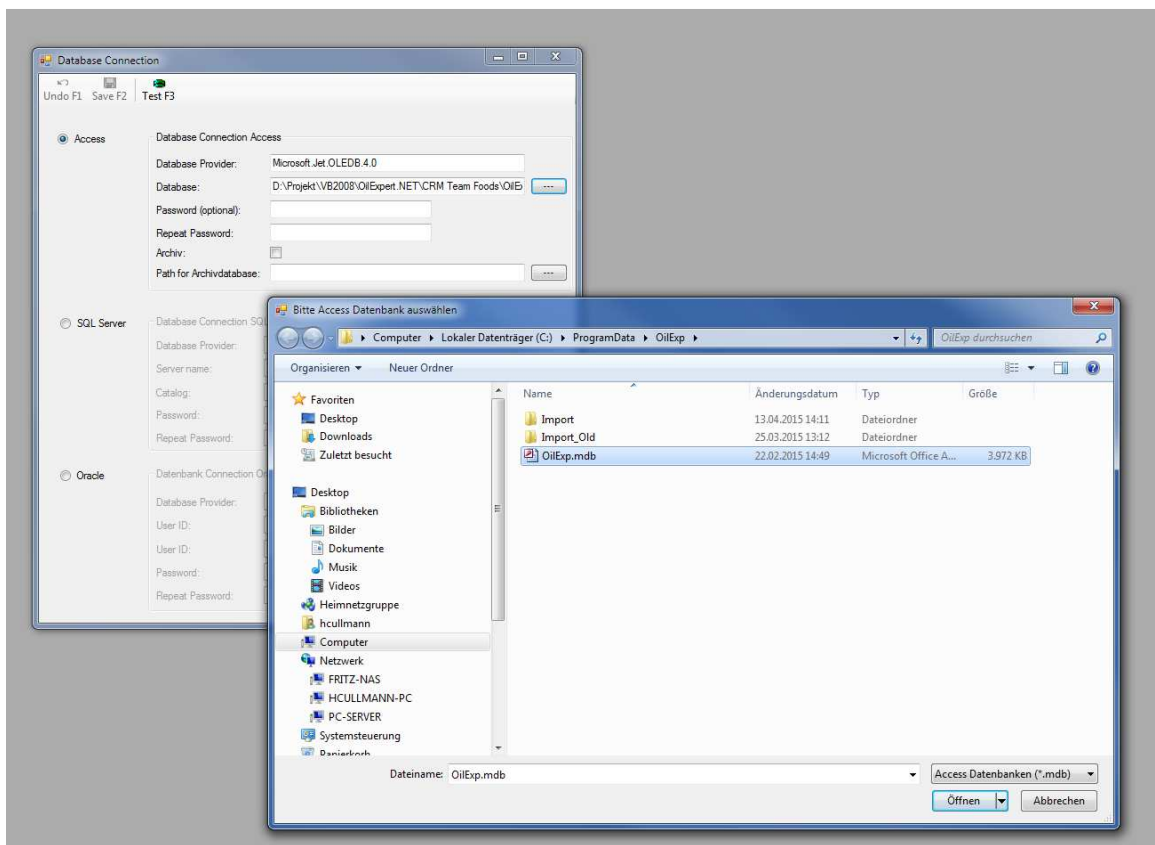 Database Connection
Undo F1 Save F2 Test F3
Access
Database Connection Access
Database Provider: Microsoft.Jet.OLEDB.4.0
Database: D:\Projekt\VB2008\OilExpert.NET\CRM Team Foods\OilE ---
Password (optional):
Repeat Password:
Archiv:
Path for Archivdatabase: ---
SQL Server
Database Connection SQL
Database Provider:
Server name:
Catalog:
Password:
Repeat Password:
Oracle
Datenbank Connection
Database Provider:
User ID:
User ID:
Password:
Repeat Password:
Bitte Access Datenbank auswählen
Computer Lokaler Datenträger (C:) ProgramData OilExp
OilExp durchsuchen
Organisieren Neuer Ordner
Name Änderungsdatum Typ Größe
Import 13.04.2015 14:11 Dateiordner
Import_Old 25.03.2015 13:12 Dateiordner
OilExp.mdb 22.02.2015 14:49 Microsoft Office A... 3.972 KB
Favoriten
Desktop
Downloads
Zuletzt besucht
Desktop
Bibliotheken
Bilder
Dokumente
Musik
Videos
Heimnetzgruppe
hcullmann
Computer
Netzwerk
FRITZ-NAS
HCULLMANN-PC
PC-SERVER
Systemsteuerung
Papierkorb
Dateiname: OilExp.mdb
Access Datenbanken (*.mdb)
Öffnen Abbrechen